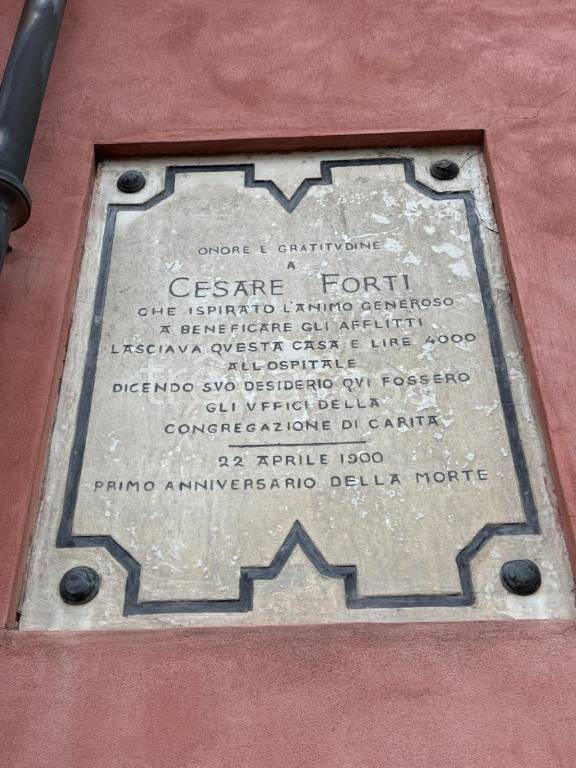 ONORE E GRATITVDINE
A
CESARE FORTI
CHE ISPIRATO L'ANIMO GENEROSO
A BENEFICARE GLI AFFLITTI
LASCIAVA QVESTA CASA E LIRE 4000
ALL'OSPITALE
DICENDO SVO DESIDERIO QVI FOSSERO
GLI VFFICI DELLA
CONGREGAZIONE DI CARITÀ
22 APRILE 1900
PRIMO ANNIVERSARIO DELLA MORTE